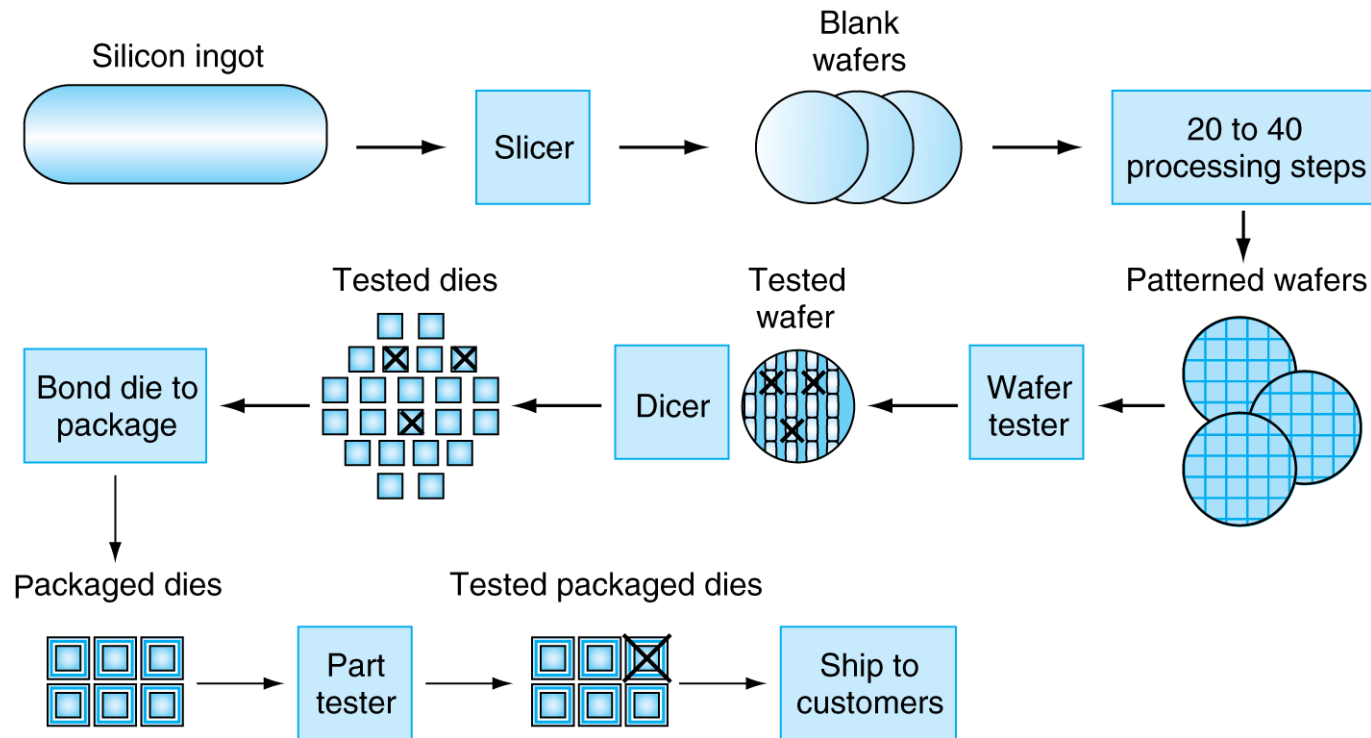 Silicon ingot
Slicer
Blank
wafers
20 to 40
processing steps
Patterned wafers
Wafer
tester
Tested
wafer
Dicer
Tested dies
Bond die to
package
Packaged dies
Part
tester
Tested packaged dies
Ship to
customers